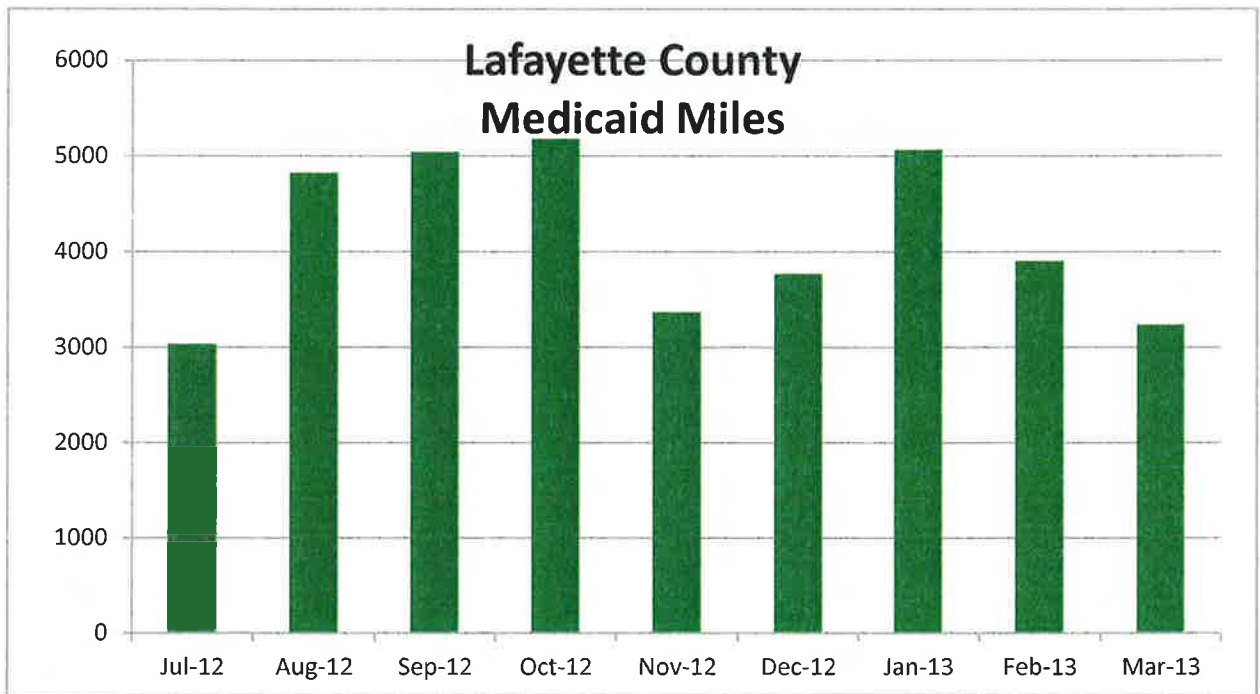 Lafayette County
Medicaid Miles
6000
5000
4000
3000
2000
1000
0
Jul-12 Aug-12 Sep-12 Oct-12 Nov-12 Dec-12 Jan-13 Feb-13 Mar-13